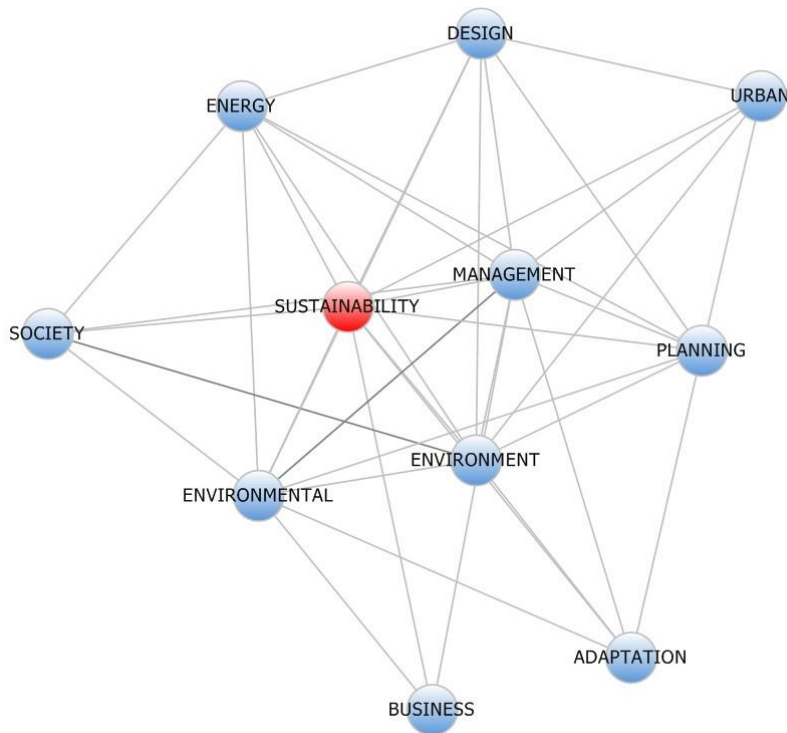 DESIGN
URBAN
ENERGY
MANAGEMENT
SUSTAINABILITY
SOCIETY
PLANNING
ENVIRONMENT
ENVIRONMENTAL
ADAPTATION
BUSINESS